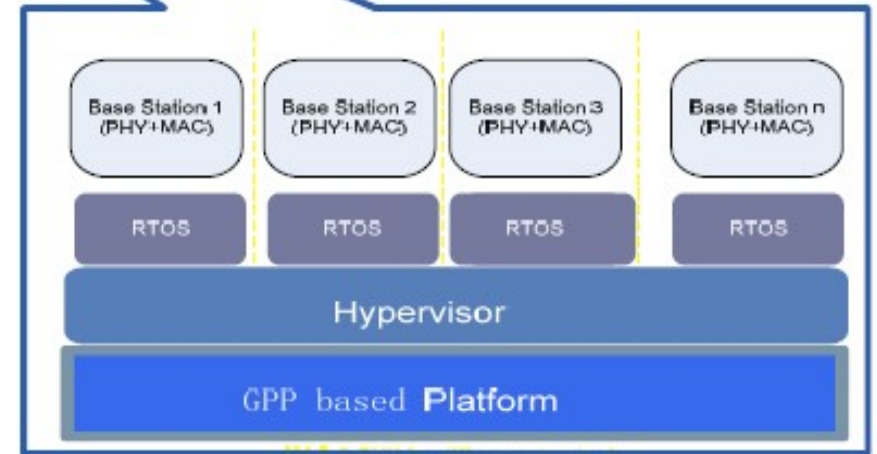 Base Station 1
(PHY+MAC)
Base Station 2
(PHY+MAC)
Base Station 3
(PHY+MAC)
Base Station n
(PHY+MAC)
RTOS
RTOS
RTOS
RTOS
Hypervisor
GPP based Platform